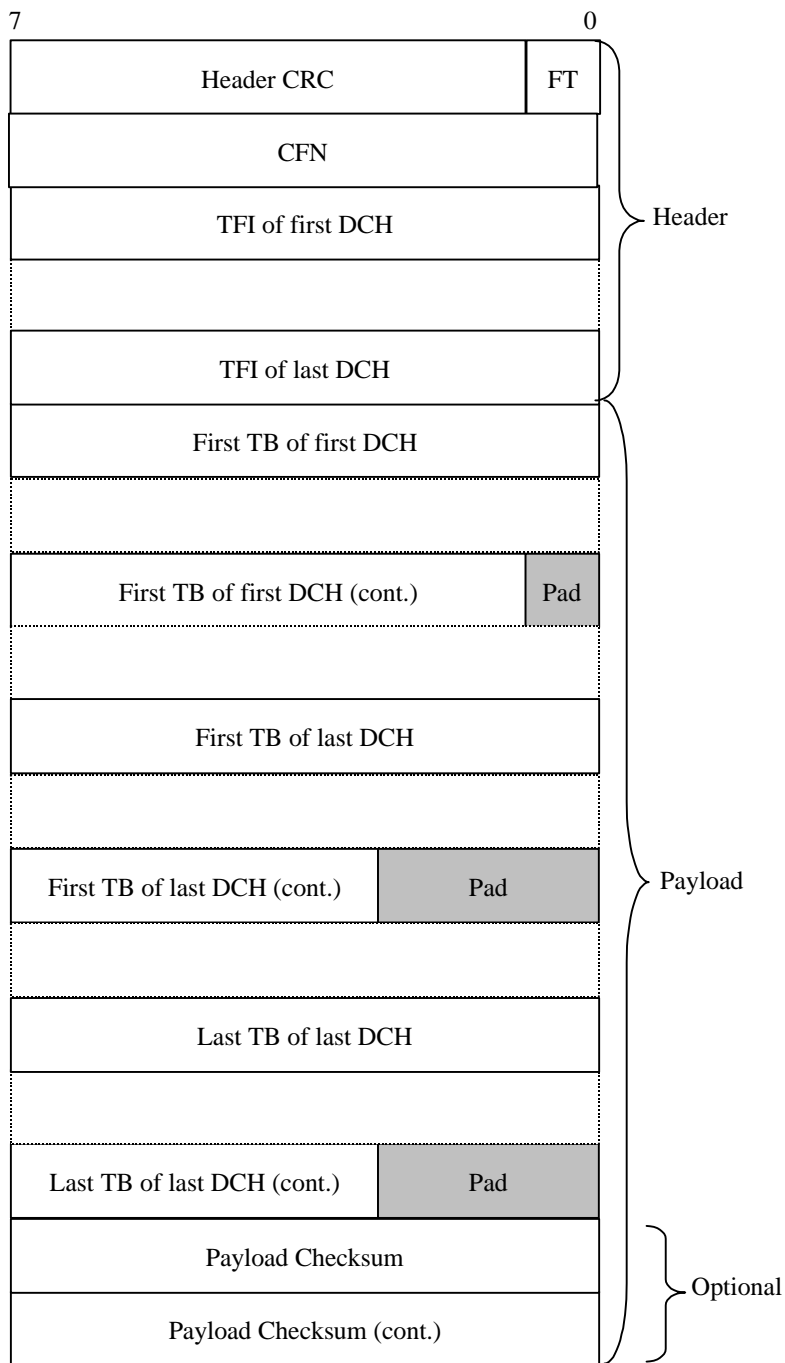 7 0
Header CRC FT
CFN
TFI of first DCH
Header
TFI of last DCH
First TB of first DCH
First TB of first DCH (cont.) Pad
First TB of last DCH
First TB of last DCH (cont.) Pad
Payload
Last TB of last DCH
Last TB of last DCH (cont.) Pad
Payload Checksum
Optional
Payload Checksum (cont.)